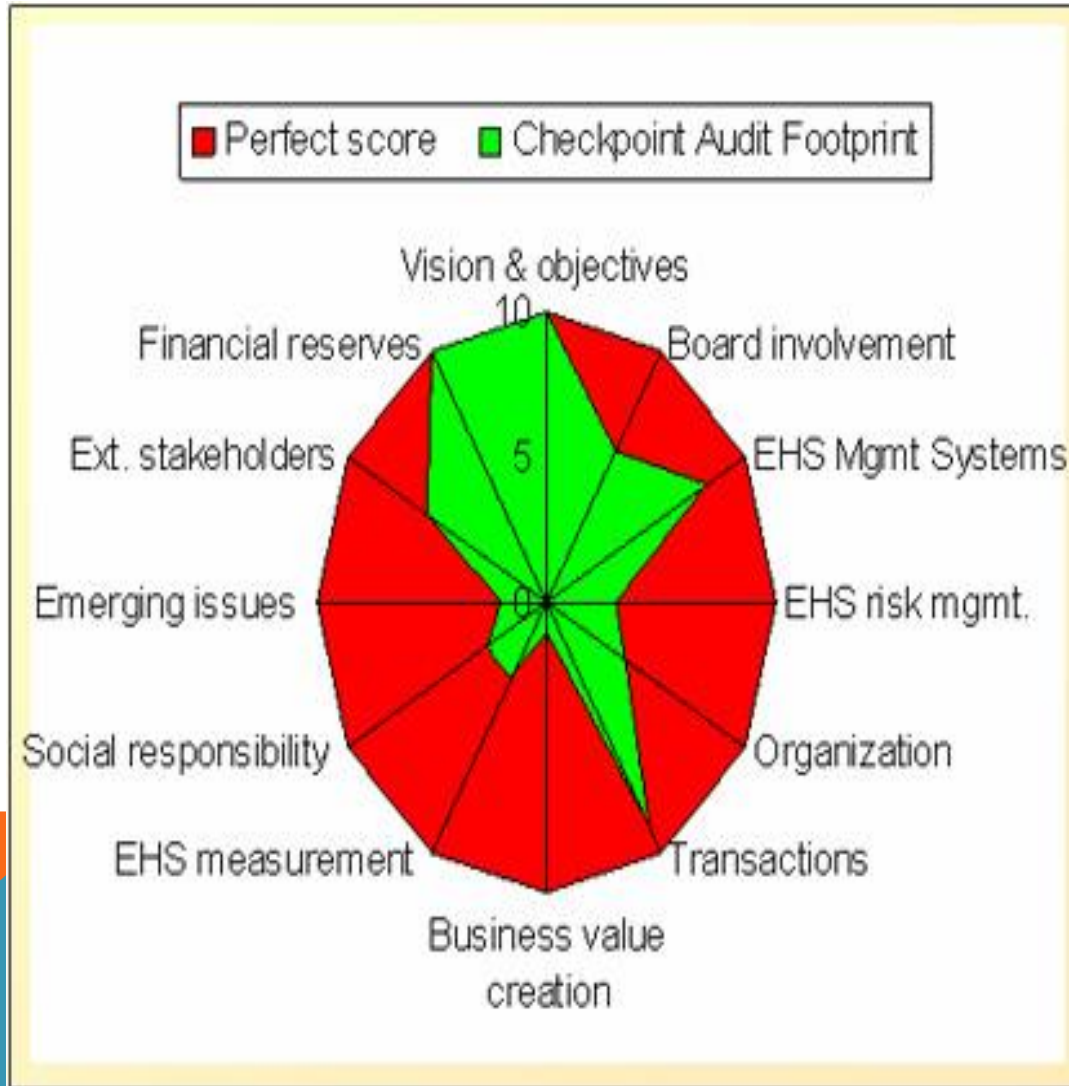 Perfect score Checkpoint Audit Footprint
Vision & objectives
10
Financial reserves
Board involvement
Ext. stakeholders
5
EHS Mgmt Systems
Emerging issues
0
EHS risk mgmt.
Social responsibility
Organization
EHS measurement
Transactions
Business value
creation